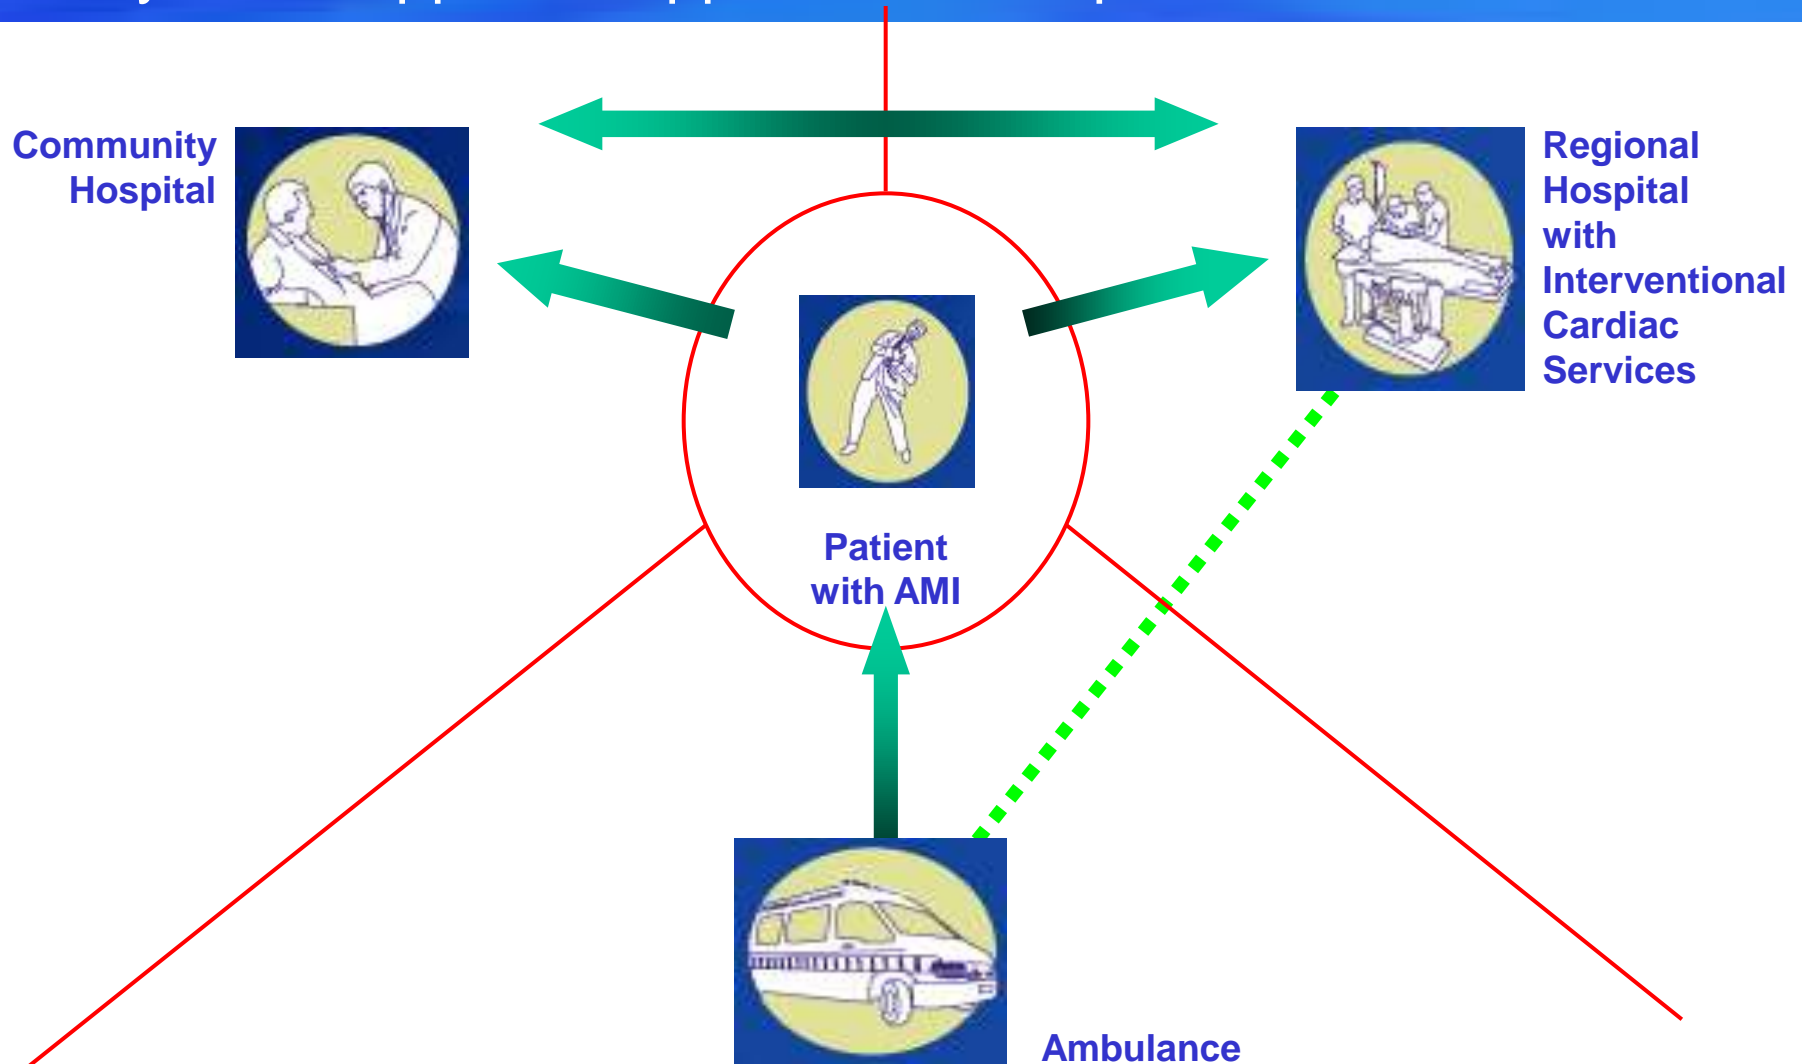 Community
Hospital
Regional
Hospital
with
Interventional
Cardiac
Services
Patient
with AMI
Ambulance